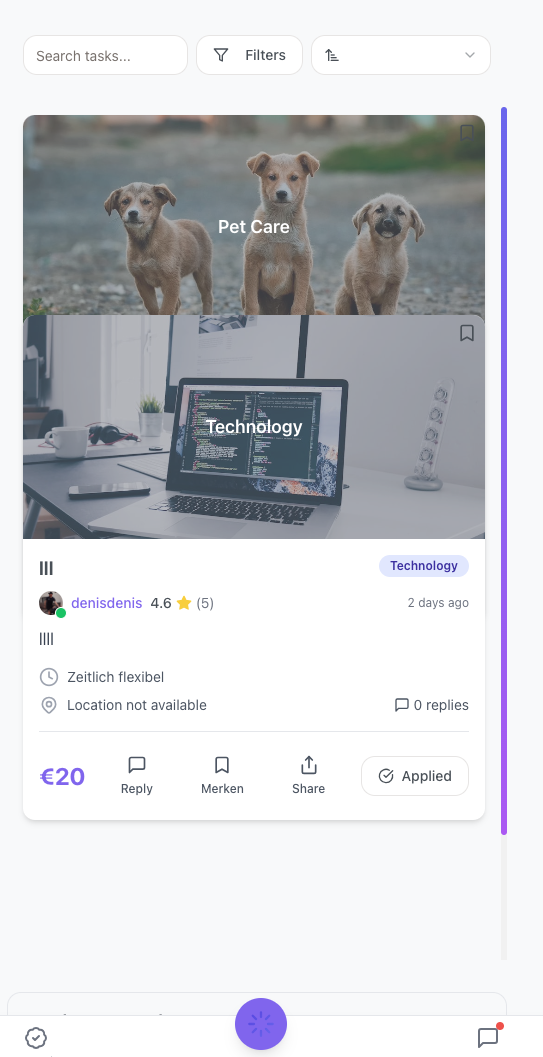 Search tasks...
Filters
Pet Care
Technology
lll
Technology
denisdenis 4.6 (5)
2 days ago
llll
Zeitlich flexibel
Location not available
0 replies
€20
Reply
Merken
Share
Applied